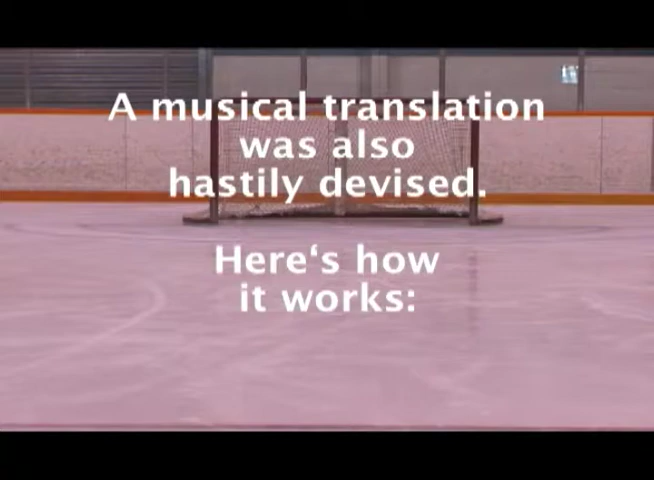 A musical translation
was also
hastily devised.
Here‘s how
it works: